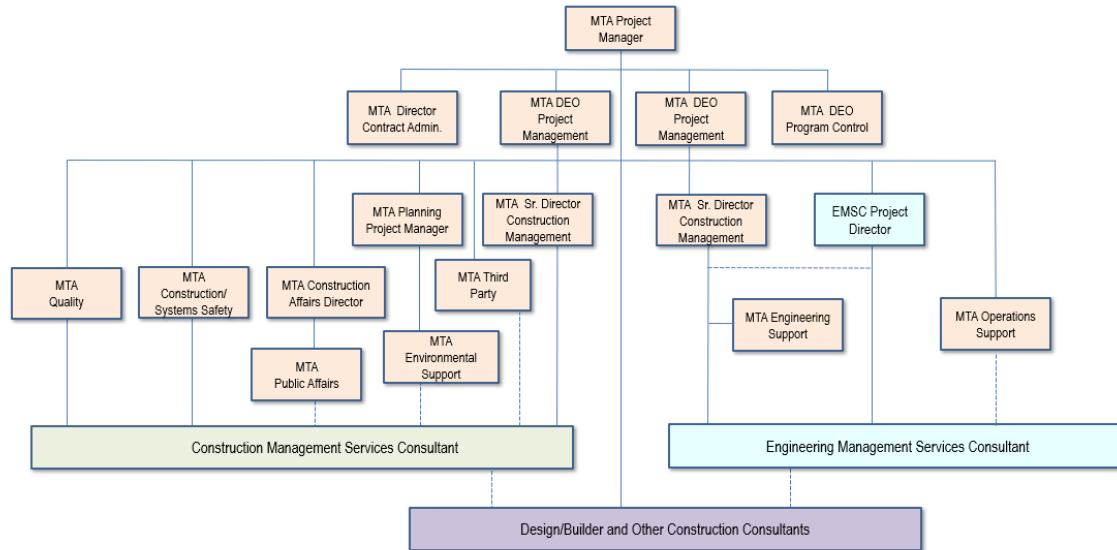 MTA Project
Manager
MTA  Director
Contract Admin.
MTA DEO
Project
Management
MTA  DEO
Project
Management
MTA  DEO
Program Control
MTA Planning
Project Manager
MTA  Sr. Director
Construction
Management
MTA  Sr. Director
Construction
Management
EMSC Project
Director
MTA
Quality
MTA
Construction/
Systems Safety
MTA Construction
Affairs Director
MTA Third
Party
MTA Engineering
Support
MTA Operations
Support
MTA
Public Affairs
MTA
Environmental
Support
Construction Management Services Consultant
Engineering Management Services Consultant
Design/Builder and Other Construction Consultants